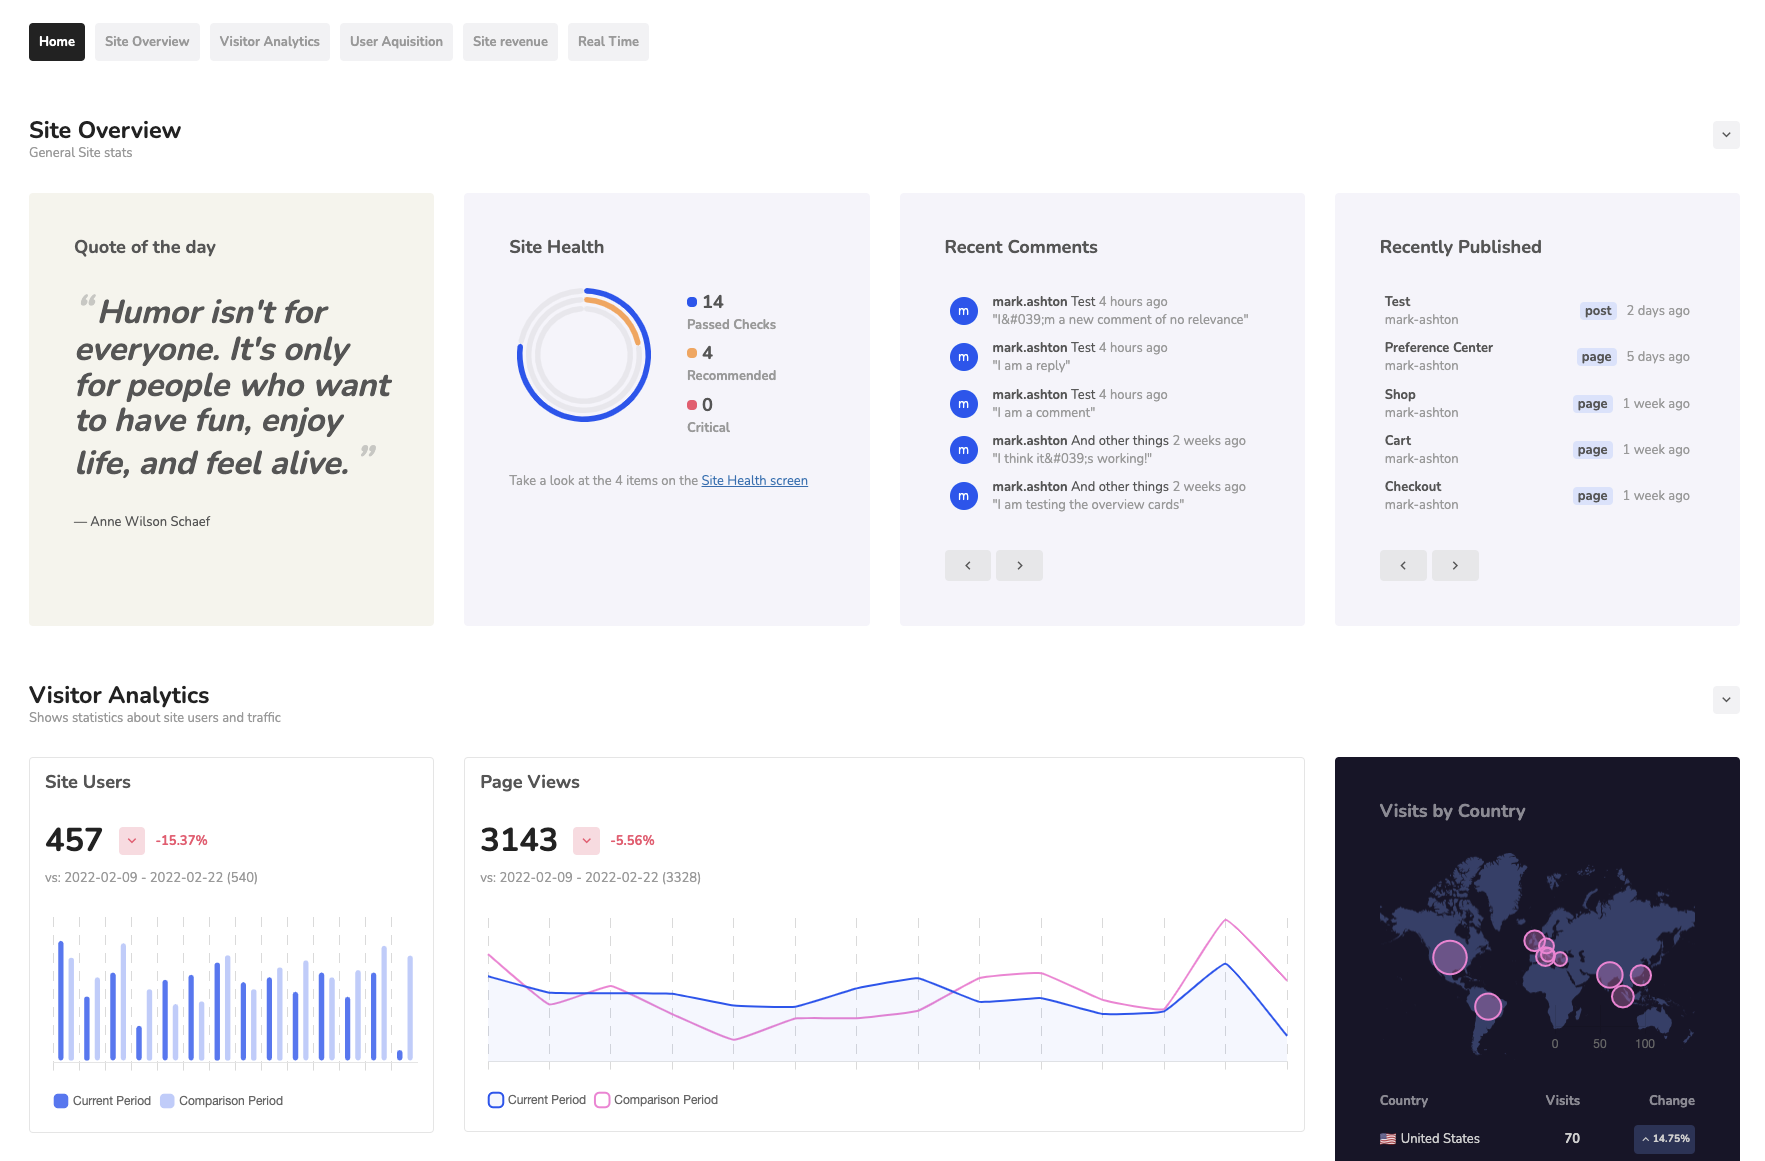 Home
Site Overview
Visitor Analytics
User Aquisition
Site revenue
Real Time
Site Overview
General Site stats
Quote of the day
“Humor isn't for
everyone. It's only
for people who want
to have fun, enjoy
life, and feel alive. ”
— Anne Wilson Schaef
Site Health
14
Passed Checks
4
Recommended
0
Critical
Take a look at the 4 items on the Site Health screen
Recent Comments
m
mark.ashton Test 4 hours ago
"I&#039;m a new comment of no relevance"
m
mark.ashton Test 4 hours ago
"I am a reply"
m
mark.ashton Test 4 hours ago
"I am a comment"
m
mark.ashton And other things 2 weeks ago
"I think it&#039;s working!"
m
mark.ashton And other things 2 weeks ago
"I am testing the overview cards"
Recently Published
Test
mark-ashton
post 2 days ago
Preference Center
mark-ashton
page 5 days ago
Shop
mark-ashton
page 1 week ago
Cart
mark-ashton
page 1 week ago
Checkout
mark-ashton
page 1 week ago
Visitor Analytics
Shows statistics about site users and traffic
Site Users
457 -15.37%
vs: 2022-02-09 - 2022-02-22 (540)
Current Period Comparison Period
Page Views
3143 -5.56%
vs: 2022-02-09 - 2022-02-22 (3328)
Current Period Comparison Period
Visits by Country
0 50 100
Country Visits Change
United States 70 14.75%